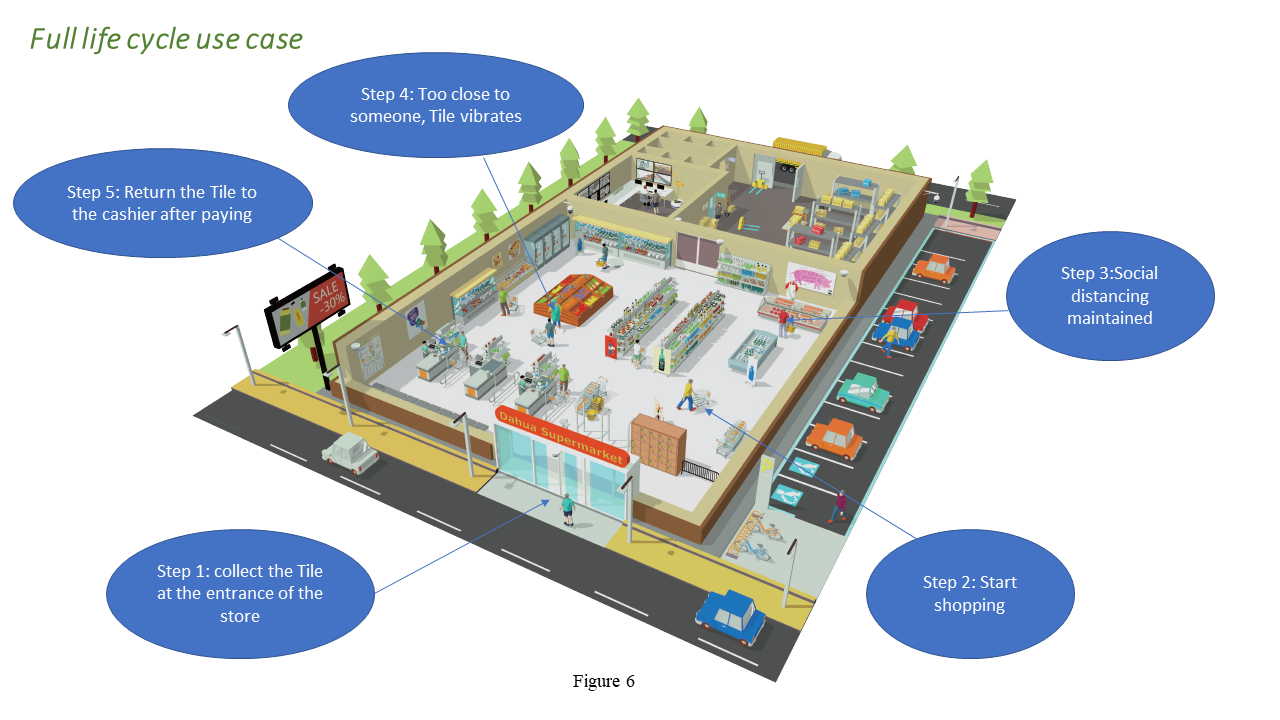 Full life cycle use case
Step 4: Too close to
someone, Tile vibrates
Step 5: Return the Tile to
the cashier after paying
Step 3:Social
distancing
maintained
SALE
-30%
Dahua Supermarket
P
Step 1: collect the Tile
at the entrance of the
store
Step 2: Start
shopping
Figure 6